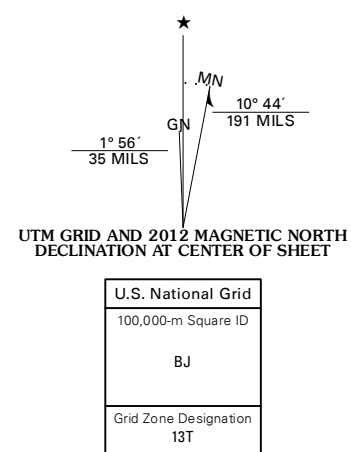 ★
MN
10° 44´
191 MILS
GN
1° 56´
35 MILS
UTM GRID AND 2012 MAGNETIC NORTH
DECLINATION AT CENTER OF SHEET
U.S. National Grid
100,000-m Square ID
BJ
Grid Zone Designation
13T